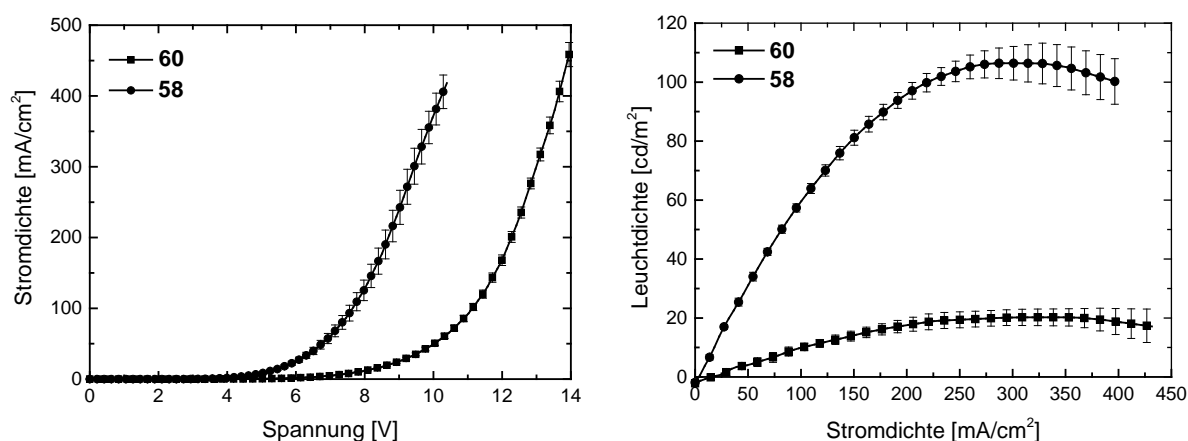 500
400
300
200
100
0
Stromdichte [mA/cm²]
60
58
0 2 4 6 8 10 12 14
Spannung [V]
120
100
80
60
40
20
0
Leuchtdichte [cd/m²]
60
58
0 50 100 150 200 250 300 350 400 450
Stromdichte [mA/cm²]